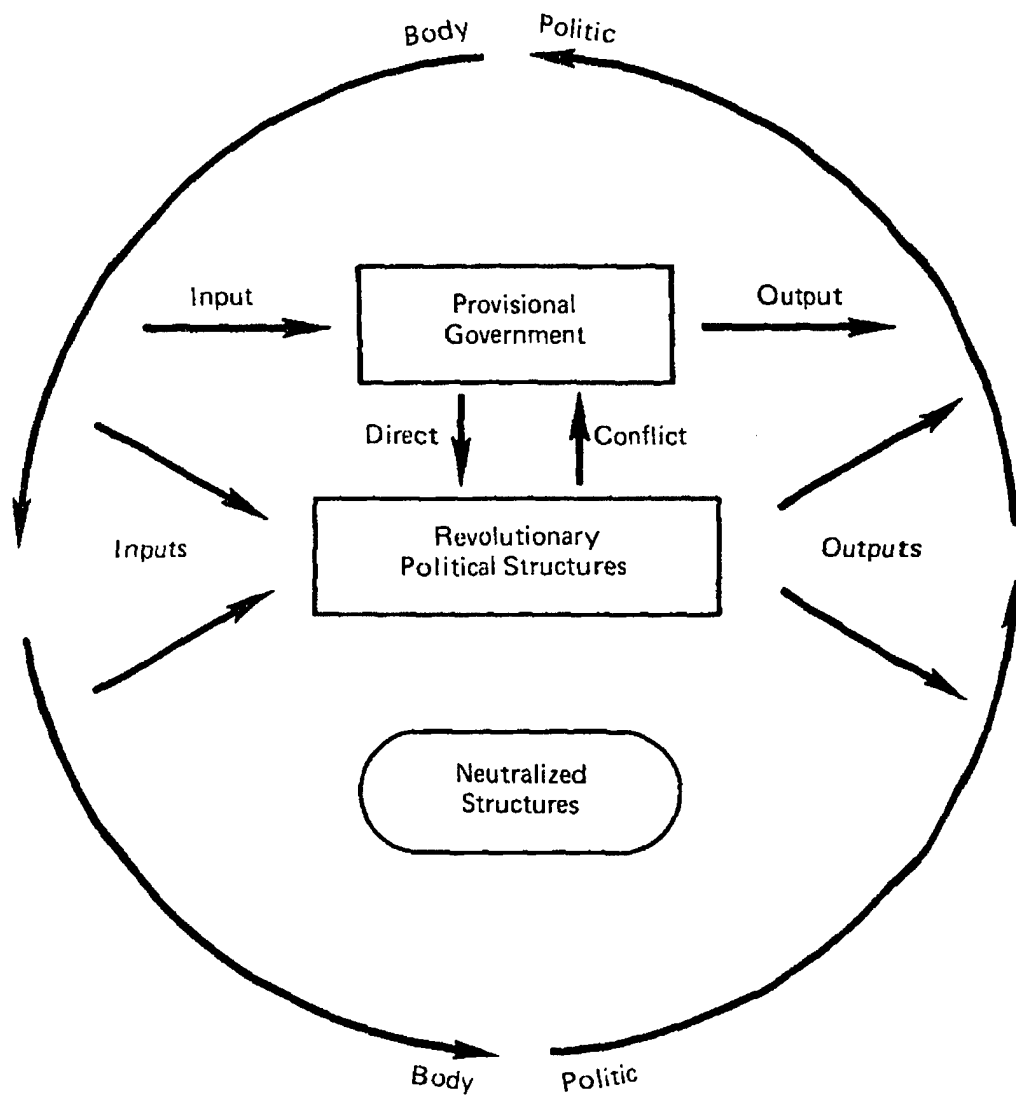 Body Politic
Input
Provisional
Government
Output
Direct
Conflict
Inputs
Revolutionary
Political Structures
Outputs
Neutralized
Structures
Body Politic